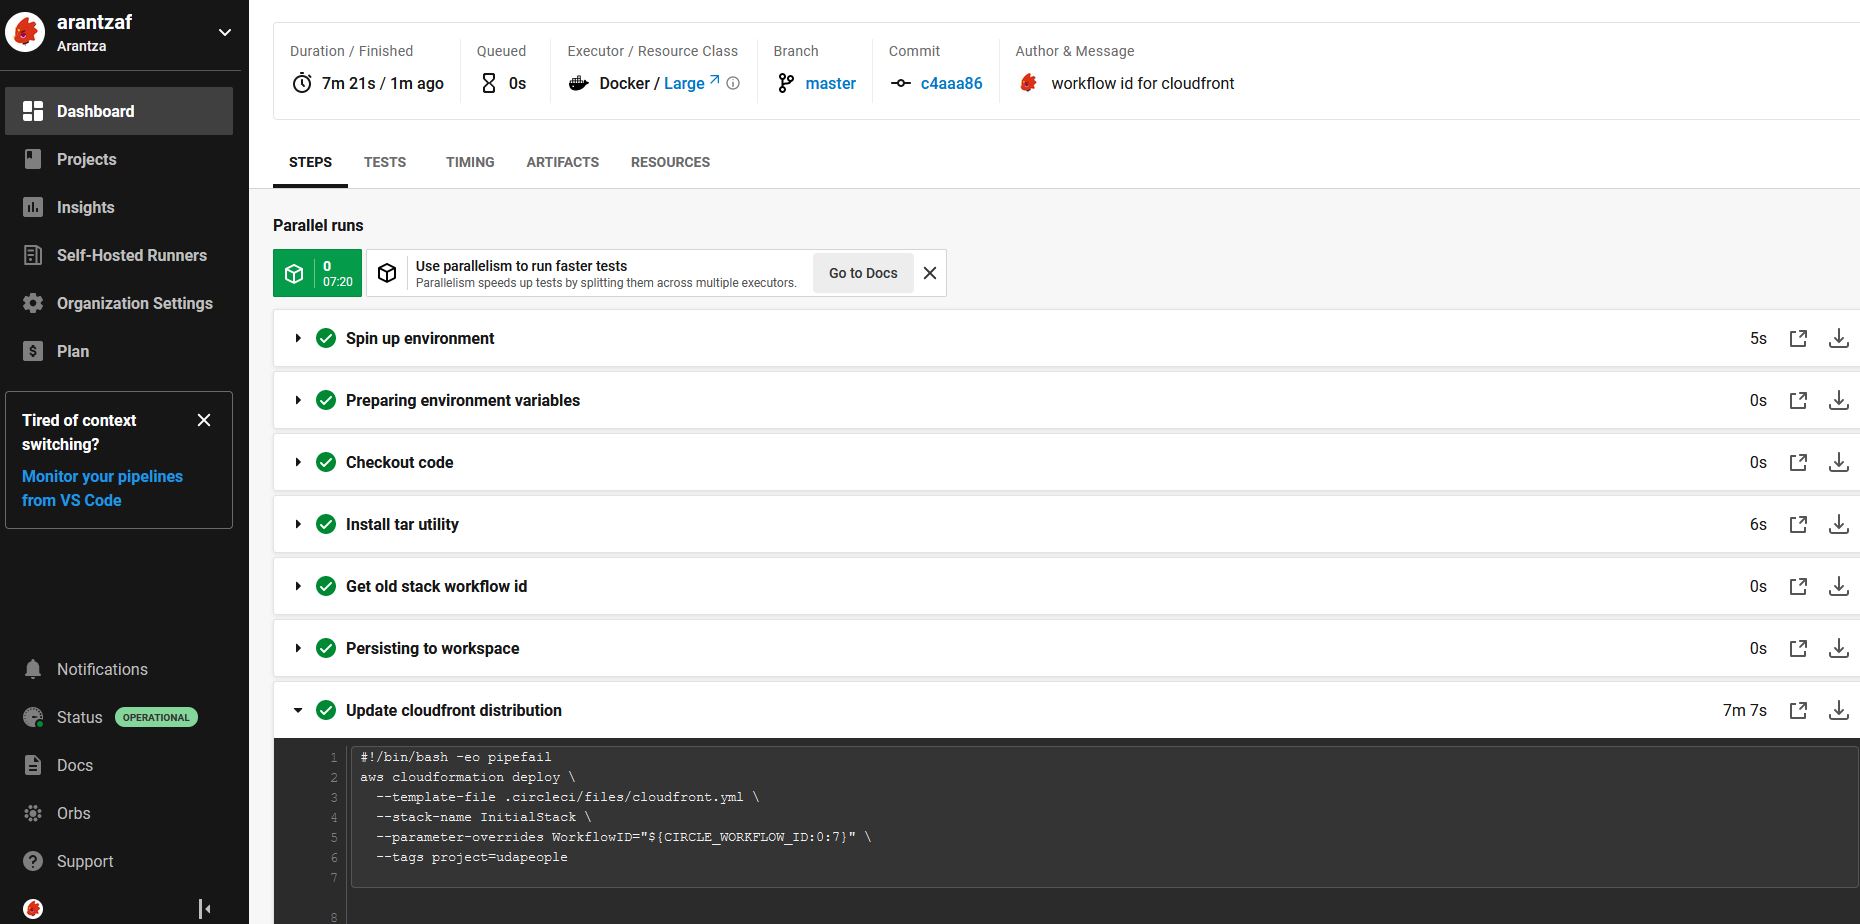 arantzaf
Arantza
Dashboard
Projects
Insights
Self-Hosted Runners
Organization Settings
Plan
Tired of context
switching?
Monitor your pipelines
from VS Code
Notifications
Status OPERATIONAL
Docs
Orbs
Support
Duration / Finished
7m 21s / 1m ago
Queued
0s
Executor / Resource Class
Docker / Large
Branch
master
Commit
c4aaa86
Author & Message
workflow id for cloudfront
STEPS TESTS TIMING ARTIFACTS RESOURCES
Parallel runs
0
07:20
Use parallelism to run faster tests
Parallelism speeds up tests by splitting them across multiple executors.
Go to Docs
Spin up environment 5s
Preparing environment variables 0s
Checkout code 0s
Install tar utility 6s
Get old stack workflow id 0s
Persisting to workspace 0s
Update cloudfront distribution 7m 7s
1 #!/bin/bash -eo pipefail
2 aws cloudformation deploy \
3 --template-file .circleci/files/cloudfront.yml \
4 --stack-name InitialStack \
5 --parameter-overrides WorkflowID="${CIRCLE_WORKFLOW_ID:0:7}" \
6 --tags project=udapeople
7
8